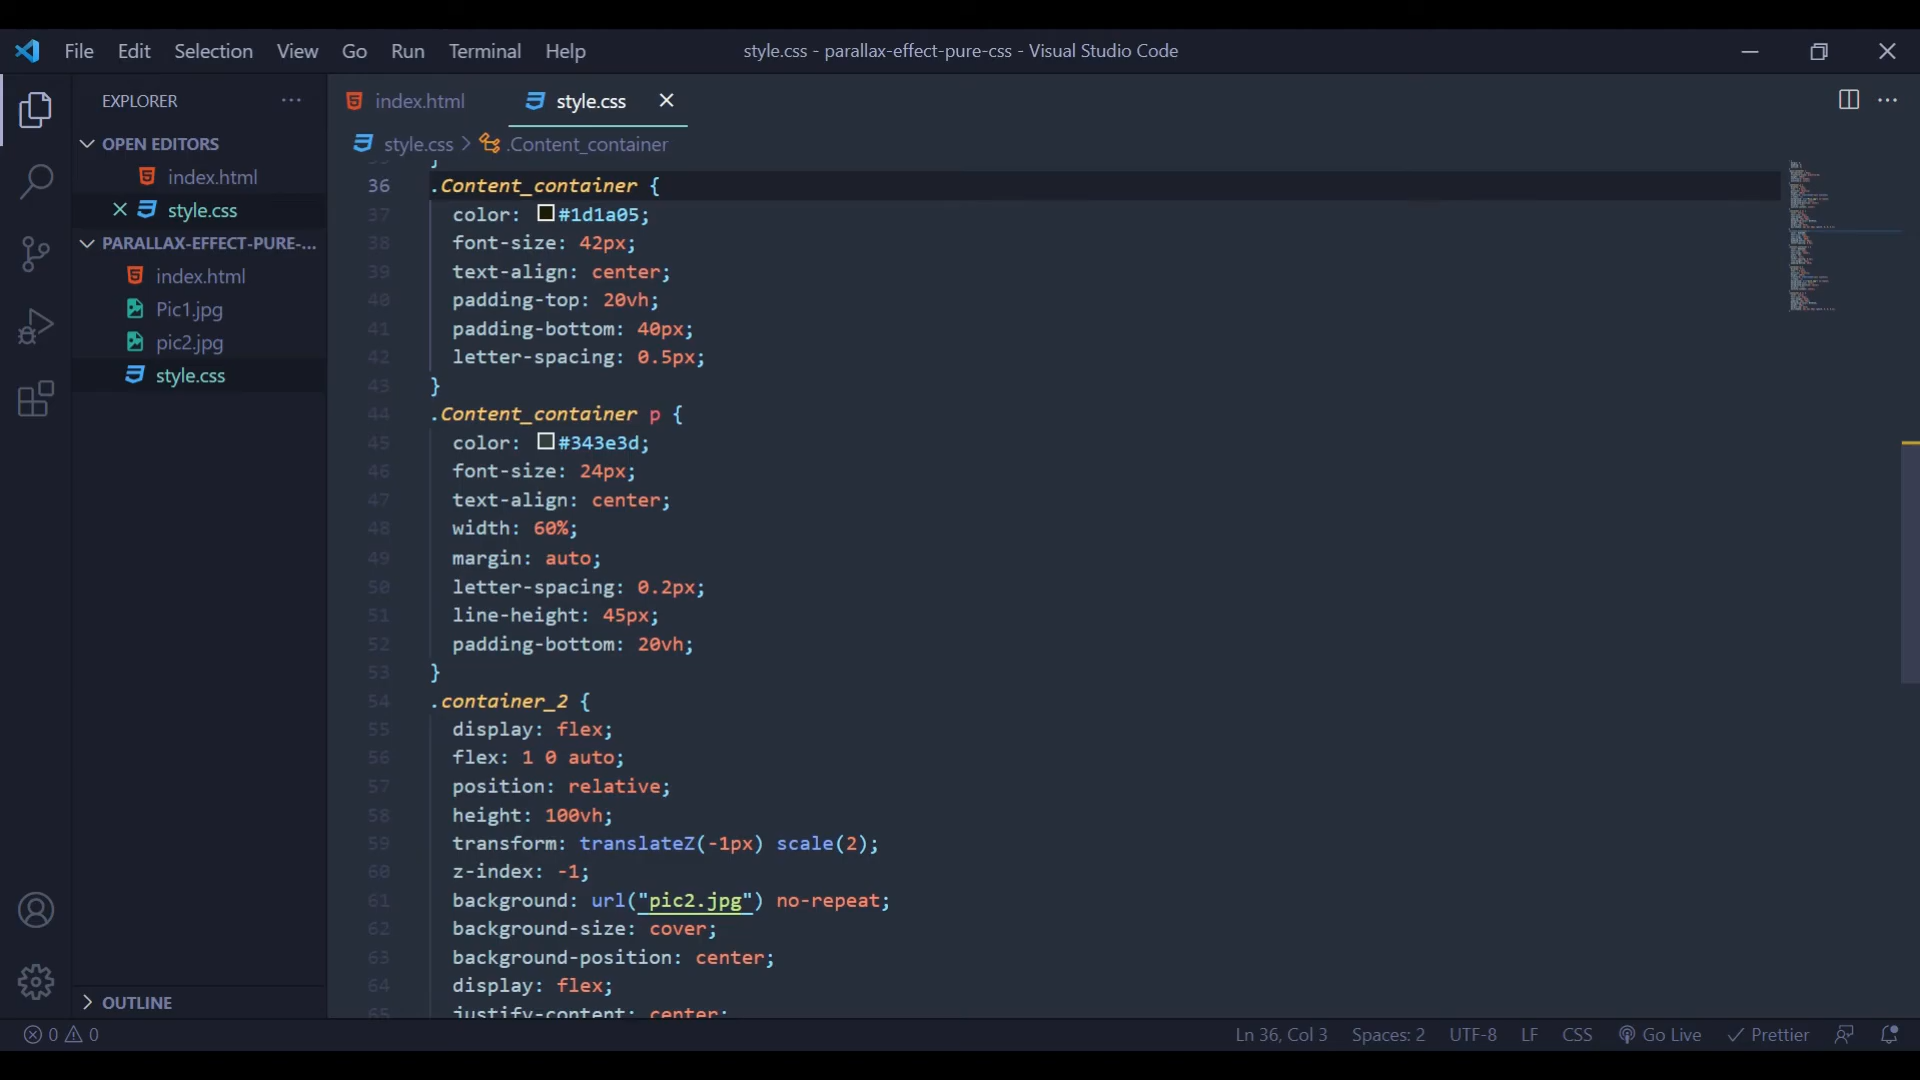 File Edit Selection View Go Run Terminal Help
style.css - parallax-effect-pure-css - Visual Studio Code
EXPLORER
OPEN EDITORS
index.html
style.css
PARALLAX-EFFECT-PURE-...
index.html
Pic1.jpg
pic2.jpg
style.css
OUTLINE
index.html style.css
style.css > .Content_container
36 .Content_container {
37 color: #1d1a05;
38 font-size: 42px;
39 text-align: center;
40 padding-top: 20vh;
41 padding-bottom: 40px;
42 letter-spacing: 0.5px;
43 }
44 .Content_container p {
45 color: #343e3d;
46 font-size: 24px;
47 text-align: center;
48 width: 60%;
49 margin: auto;
50 letter-spacing: 0.2px;
51 line-height: 45px;
52 padding-bottom: 20vh;
53 }
54 .container_2 {
55 display: flex;
56 flex: 1 0 auto;
57 position: relative;
58 height: 100vh;
59 transform: translateZ(-1px) scale(2);
60 z-index: -1;
61 background: url("pic2.jpg") no-repeat;
62 background-size: cover;
63 background-position: center;
64 display: flex;
65 justify-content: center;
0 0 Ln 36, Col 3 Spaces: 2 UTF-8 LF CSS Go Live Prettier